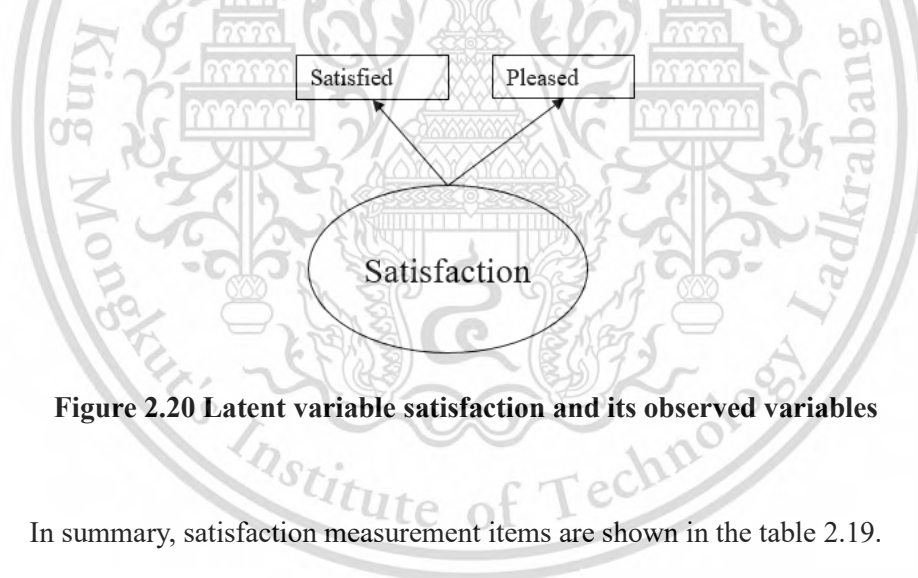 Satisfied
Pleased
Satisfaction
Figure 2.20 Latent variable satisfaction and its observed variables
In summary, satisfaction measurement items are shown in the table 2.19.
King Mongkut's Institute of Technology Ladkrabang